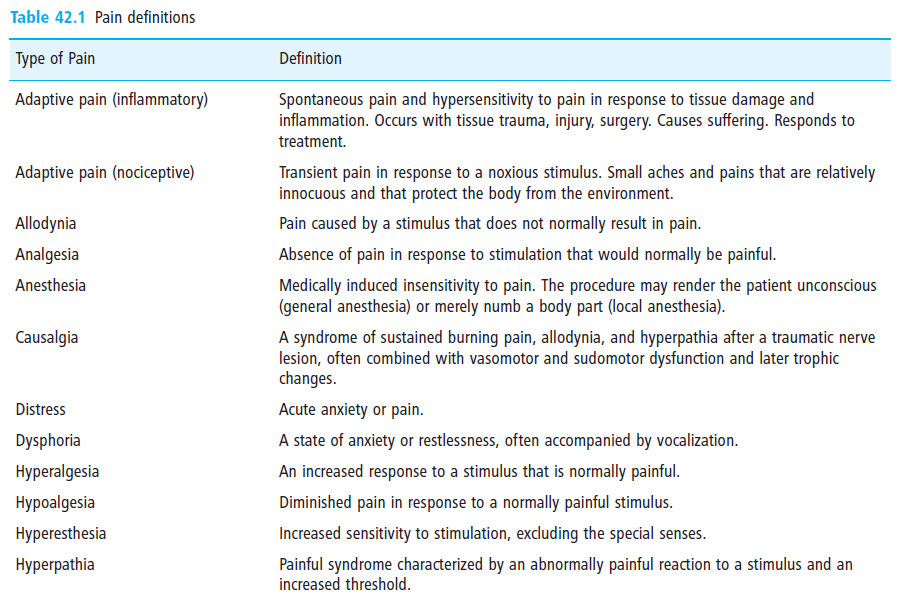 Table 42.1 Pain definitions
Type of Pain Definition
Adaptive pain (inflammatory) Spontaneous pain and hypersensitivity to pain in response to tissue damage and
inflammation. Occurs with tissue trauma, injury, surgery. Causes suffering. Responds to
treatment.
Adaptive pain (nociceptive) Transient pain in response to a noxious stimulus. Small aches and pains that are relatively
innocuous and that protect the body from the environment.
Allodynia Pain caused by a stimulus that does not normally result in pain.
Analgesia Absence of pain in response to stimulation that would normally be painful.
Anesthesia Medically induced insensitivity to pain. The procedure may render the patient unconscious
(general anesthesia) or merely numb a body part (local anesthesia).
Causalgia A syndrome of sustained burning pain, allodynia, and hyperpathia after a traumatic nerve
lesion, often combined with vasomotor and sudomotor dysfunction and later trophic
changes.
Distress Acute anxiety or pain.
Dysphoria A state of anxiety or restlessness, often accompanied by vocalization.
Hyperalgesia An increased response to a stimulus that is normally painful.
Hypoalgesia Diminished pain in response to a normally painful stimulus.
Hyperesthesia Increased sensitivity to stimulation, excluding the special senses.
Hyperpathia Painful syndrome characterized by an abnormally painful reaction to a stimulus and an
increased threshold.